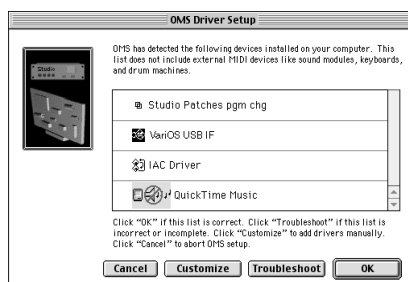 OMS Driver Setup
OMS has detected the following devices installed on your computer. This
list does not include external MIDI devices like sound modules, keyboards,
and drum machines.
Studio
Studio Patches pgm chg
VariOS USB IF
IAC Driver
QuickTime Music
Click “OK” if this list is correct. Click “Troubleshoot” if this list is
incorrect or incomplete. Click “Customize” to add drivers manually.
Click “Cancel” to abort OMS setup.
Cancel Customize Troubleshoot OK